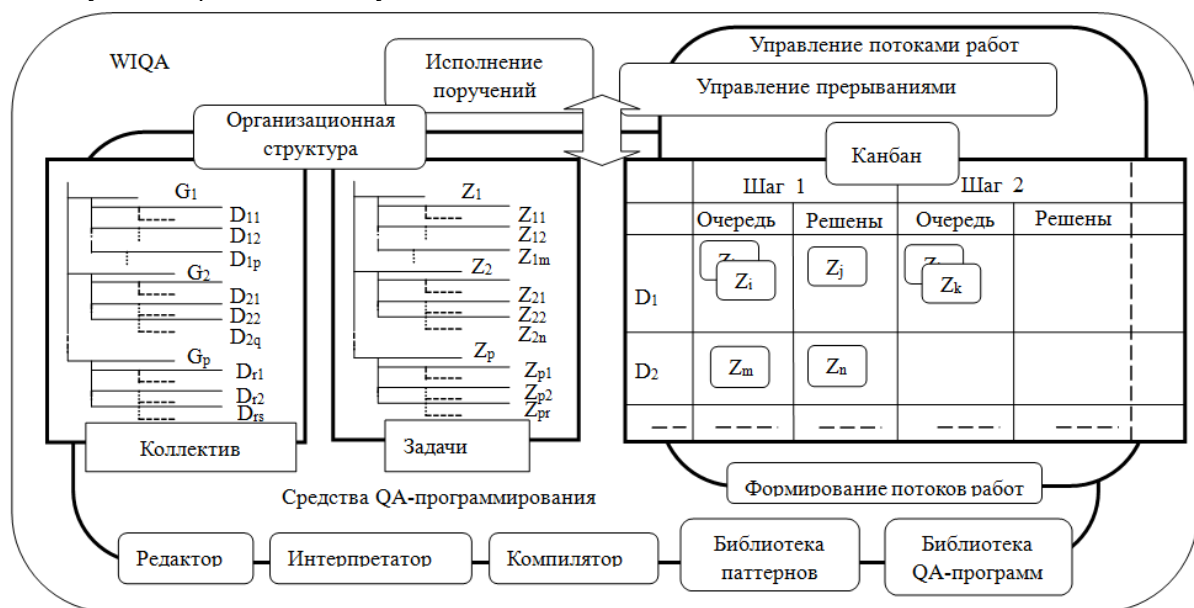 WIQA
Исполнение
поручений
Управление потоками работ
Управление прерываниями
Организационная
структура
Канбан
G1
D11
D12
D1p
G2
D21
D22
D2q
Gp
Dr1
Dr2
Drs
Коллектив
Z1
Z11
Z12
Z1m
Z2
Z21
Z22
Z2n
Zp
Zp1
Zp2
Zpr
Задачи
Шаг 1 Шаг 2
Очередь Решены Очередь Решены
D1 Zi Zj Zk
D2 Zm Zn
Формирование потоков работ
Средства QA-программирования
Редактор
Интерпретатор
Компилятор
Библиотека
паттернов
Библиотека
QA-программ